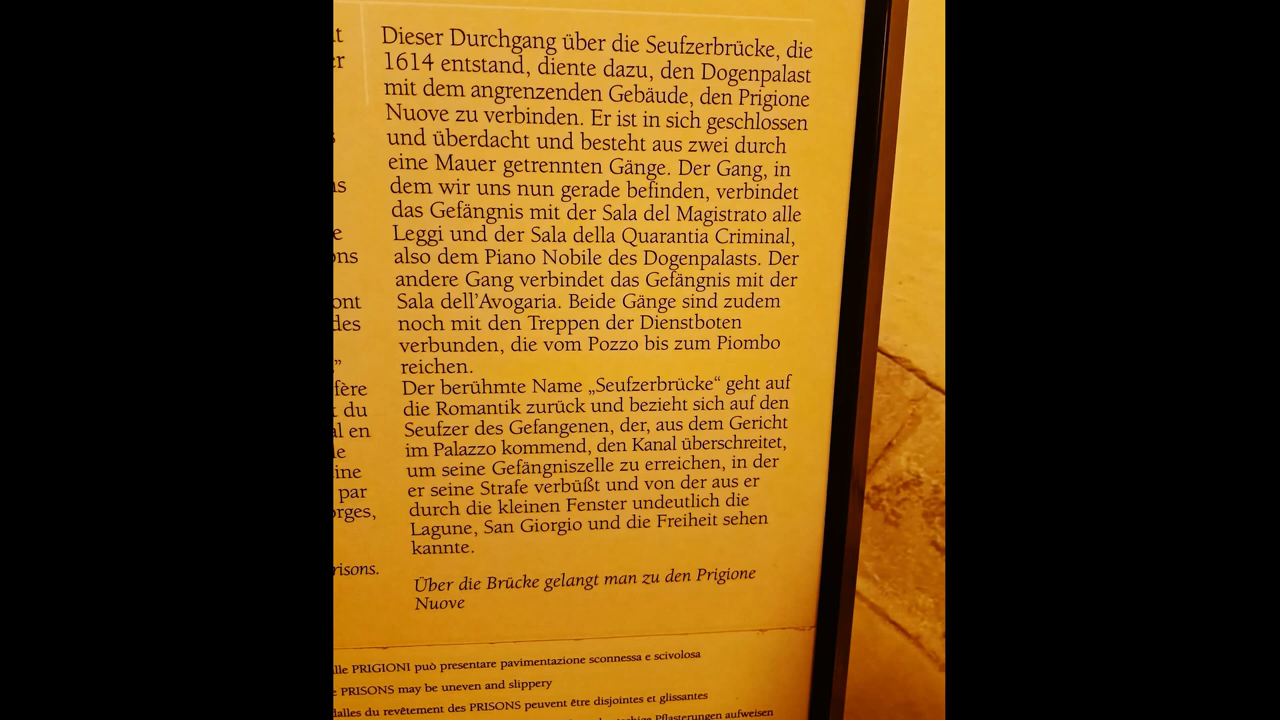 Dieser Durchgang über die Seufzerbrücke, die
1614 entstand, diente dazu, den Dogenpalast
mit dem angrenzenden Gebäude, den Prigione
Nuove zu verbinden. Er ist in sich geschlossen
und überdacht und besteht aus zwei durch
eine Mauer getrennten Gänge. Der Gang, in
dem wir uns nun gerade befinden, verbindet
das Gefängnis mit der Sala del Magistrato alle
Leggi und der Sala della Quarantia Criminal,
also dem Piano Nobile des Dogenpalasts. Der
andere Gang verbindet das Gefängnis mit der
Sala dell'Avogaria. Beide Gänge sind zudem
noch mit den Treppen der Dienstboten
verbunden, die vom Pozzo bis zum Piombo
reichen.
Der berühmte Name „Seufzerbrücke“ geht auf
die Romantik zurück und bezieht sich auf den
Seufzer des Gefangenen, der, aus dem Gericht
im Palazzo kommend, den Kanal überschreitet,
um seine Gefängniszelle zu erreichen, in der
er seine Strafe verbüßt und von der aus er
durch die kleinen Fenster undeutlich die
Lagune, San Giorgio und die Freiheit sehen
kannte.
Über die Brücke gelangt man zu den Prigione
Nuove
du
en
par
PRIGIONI può presentare pavimentazione sconnessa e scivolosa
PRISONS may be uneven and slippery
dalles du revêtement des PRISONS peuvent être disjointes et glissantes
Pflasterungen aufweisen